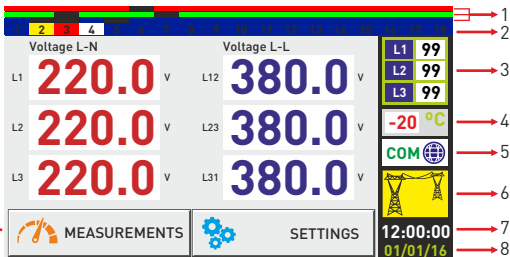 1
2 3 4
2
Voltage L-N Voltage L-L
L1 220.0 V L12 380.0 V
L2 220.0 V L23 380.0 V
L3 220.0 V L31 380.0 V
L1 99
L2 99
L3 99
3
-20 °C
4
COM
5
6
MEASUREMENTS SETTINGS
12:00:00
7
01/01/16
8